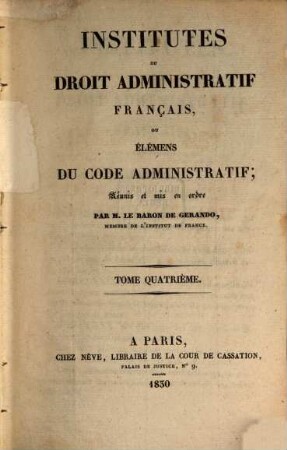 INSTITUTES
DU
DROIT ADMINISTRATIF
FRANÇAIS,
OU
ÉLÉMENS
DU CODE ADMINISTRATIF;
Réunis et mis en ordre
PAR M. LE BARON DE GERANDO,
MEMBRE DE L'INSTITUT DE FRANCE.
TOME QUATRIÈME.
A PARIS,
CHEZ NÈVE, LIBRAIRE DE LA COUR DE CASSATION,
PALAIS DE JUSTICE, Nº 9.
1830